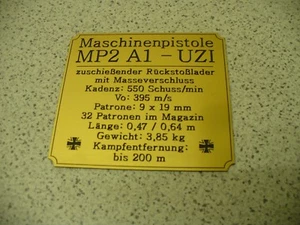 Maschinenpistole
MP2 A1 - UZI
zuschießender Rückstoßlader
mit Masseverschluss
Kadenz: 550 Schuss/min
Vo: 395 m/s
Patrone: 9 x 19 mm
32 Patronen im Magazin
Länge: 0,47 / 0,64 m
Gewicht: 3,85 kg
Kampfentfernung:
bis 200 m